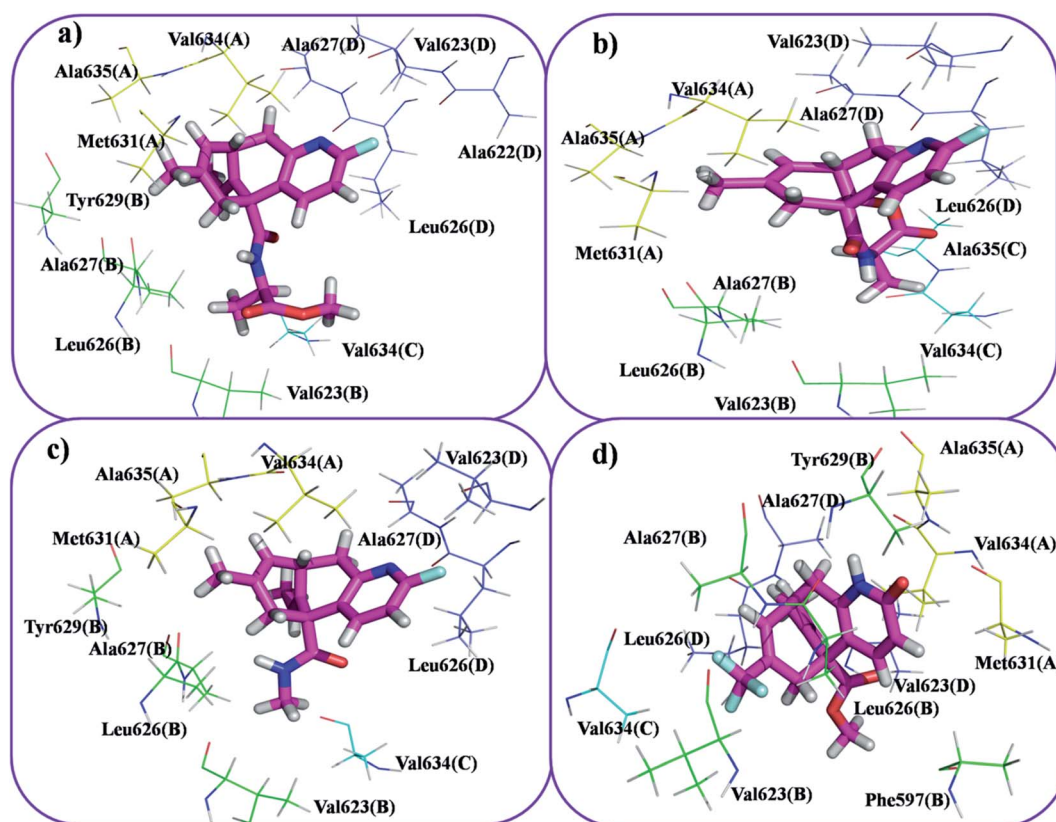 a)
Val634(A)
Ala627(D)
Val623(D)
Ala635(A)
Met631(A)
Ala622(D)
Tyr629(B)
Leu626(D)
Ala627(B)
Leu626(B)
Val634(C)
Val623(B)
b)
Val623(D)
Val634(A)
Ala627(D)
Ala635(A)
Leu626(D)
Met631(A)
Ala635(C)
Ala627(B)
Leu626(B)
Val634(C)
Val623(B)
c)
Ala635(A)
Val634(A)
Val623(D)
Met631(A)
Ala627(D)
Tyr629(B)
Ala627(B)
Leu626(D)
Leu626(B)
Val634(C)
Val623(B)
d)
Ala635(A)
Tyr629(B)
Ala627(D)
Ala627(B)
Val634(A)
Leu626(D)
Met631(A)
Val623(D)
Leu626(B)
Val634(C)
Val623(B)
Phe597(B)